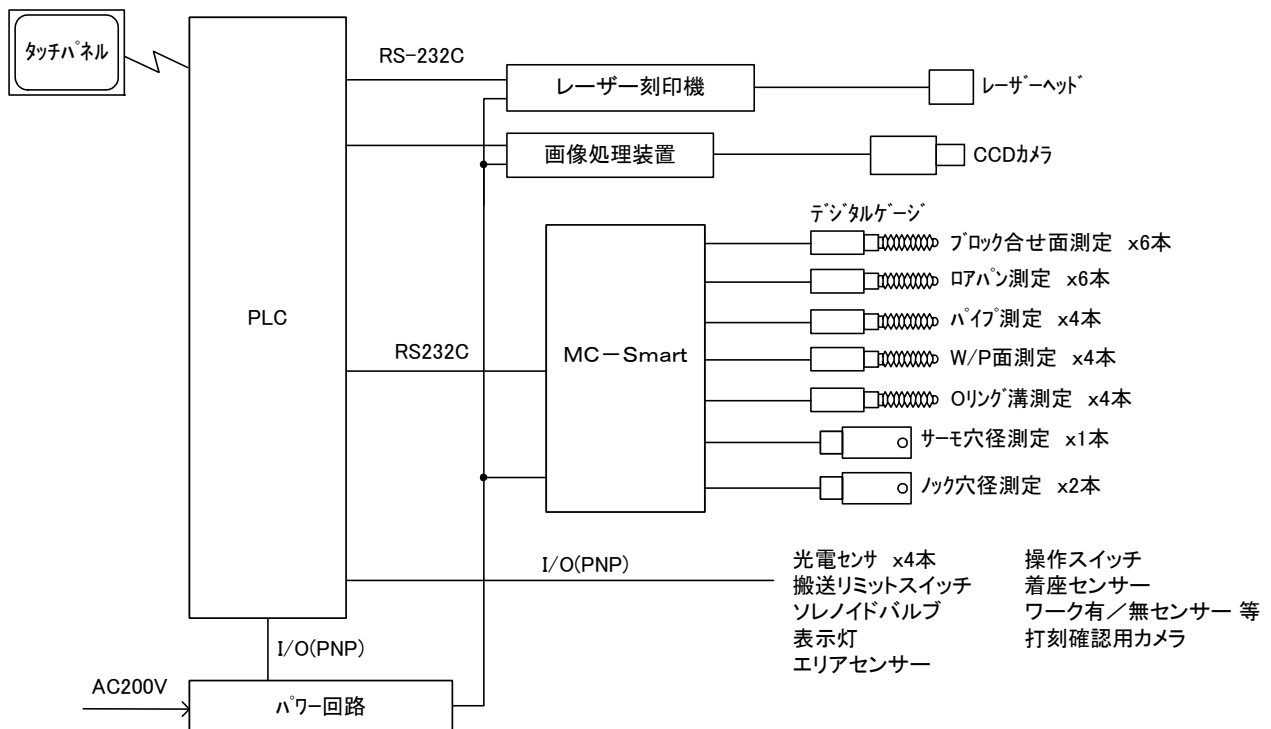 ﾀｯﾁﾊﾟﾈﾙ
RS-232C
レーザー刻印機
ﾚｰｻﾞｰﾍｯﾄﾞ
画像処理装置
CCDｶﾒﾗ
ﾃﾞｼﾞﾀﾙｹﾞｰｼﾞ
ﾌﾞﾛｯｸ合せ面測定 x6本
ﾛｱﾊﾟﾝ測定 x6本
PLC
ﾊﾟｲﾌﾟ測定 x4本
RS232C
MC－Smart
W/P面測定 x4本
Oﾘﾝｸﾞ溝測定 x4本
ｻｰﾓ穴径測定 x1本
ﾉｯｸ穴径測定 x2本
I/O(PNP)
光電ｾﾝｻ x4本
操作スイッチ
搬送リミットスイッチ
着座センサー
ソレノイドバルブ
ワーク有／無センサー 等
表示灯
打刻確認用カメラ
エリアセンサー
I/O(PNP)
AC200V
ﾊﾟﾜｰ回路